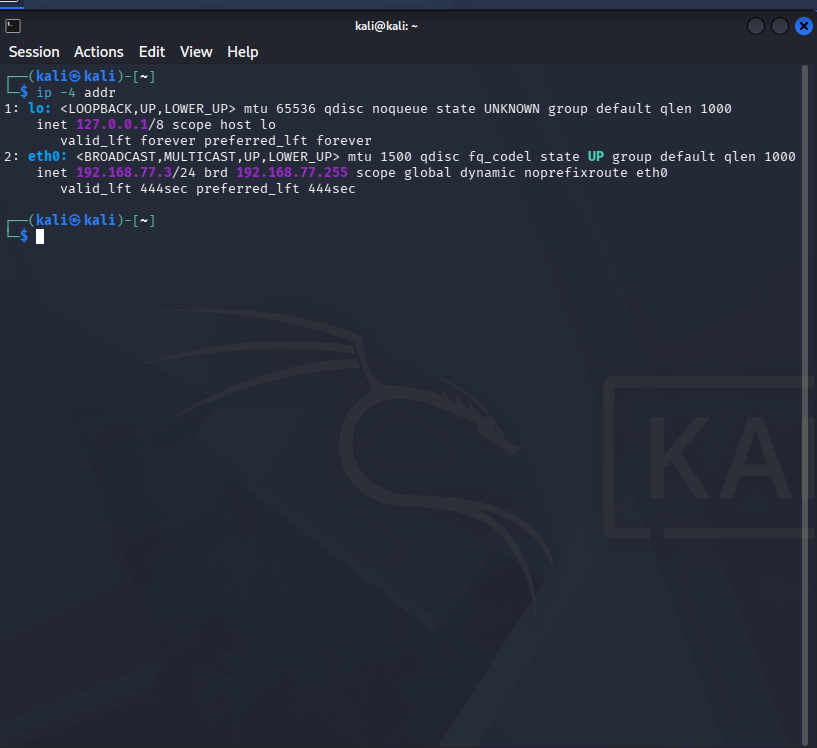 kali@kali: ~
Session Actions Edit View Help
┌──(kali㉿kali)-[~]
└─$ ip -4 addr
1: lo: <LOOPBACK,UP,LOWER_UP> mtu 65536 qdisc noqueue state UNKNOWN group default qlen 1000
    inet 127.0.0.1/8 scope host lo
       valid_lft forever preferred_lft forever
2: eth0: <BROADCAST,MULTICAST,UP,LOWER_UP> mtu 1500 qdisc fq_codel state UP group default qlen 1000
    inet 192.168.77.3/24 brd 192.168.77.255 scope global dynamic noprefixroute eth0
       valid_lft 444sec preferred_lft 444sec
┌──(kali㉿kali)-[~]
└─$
KA